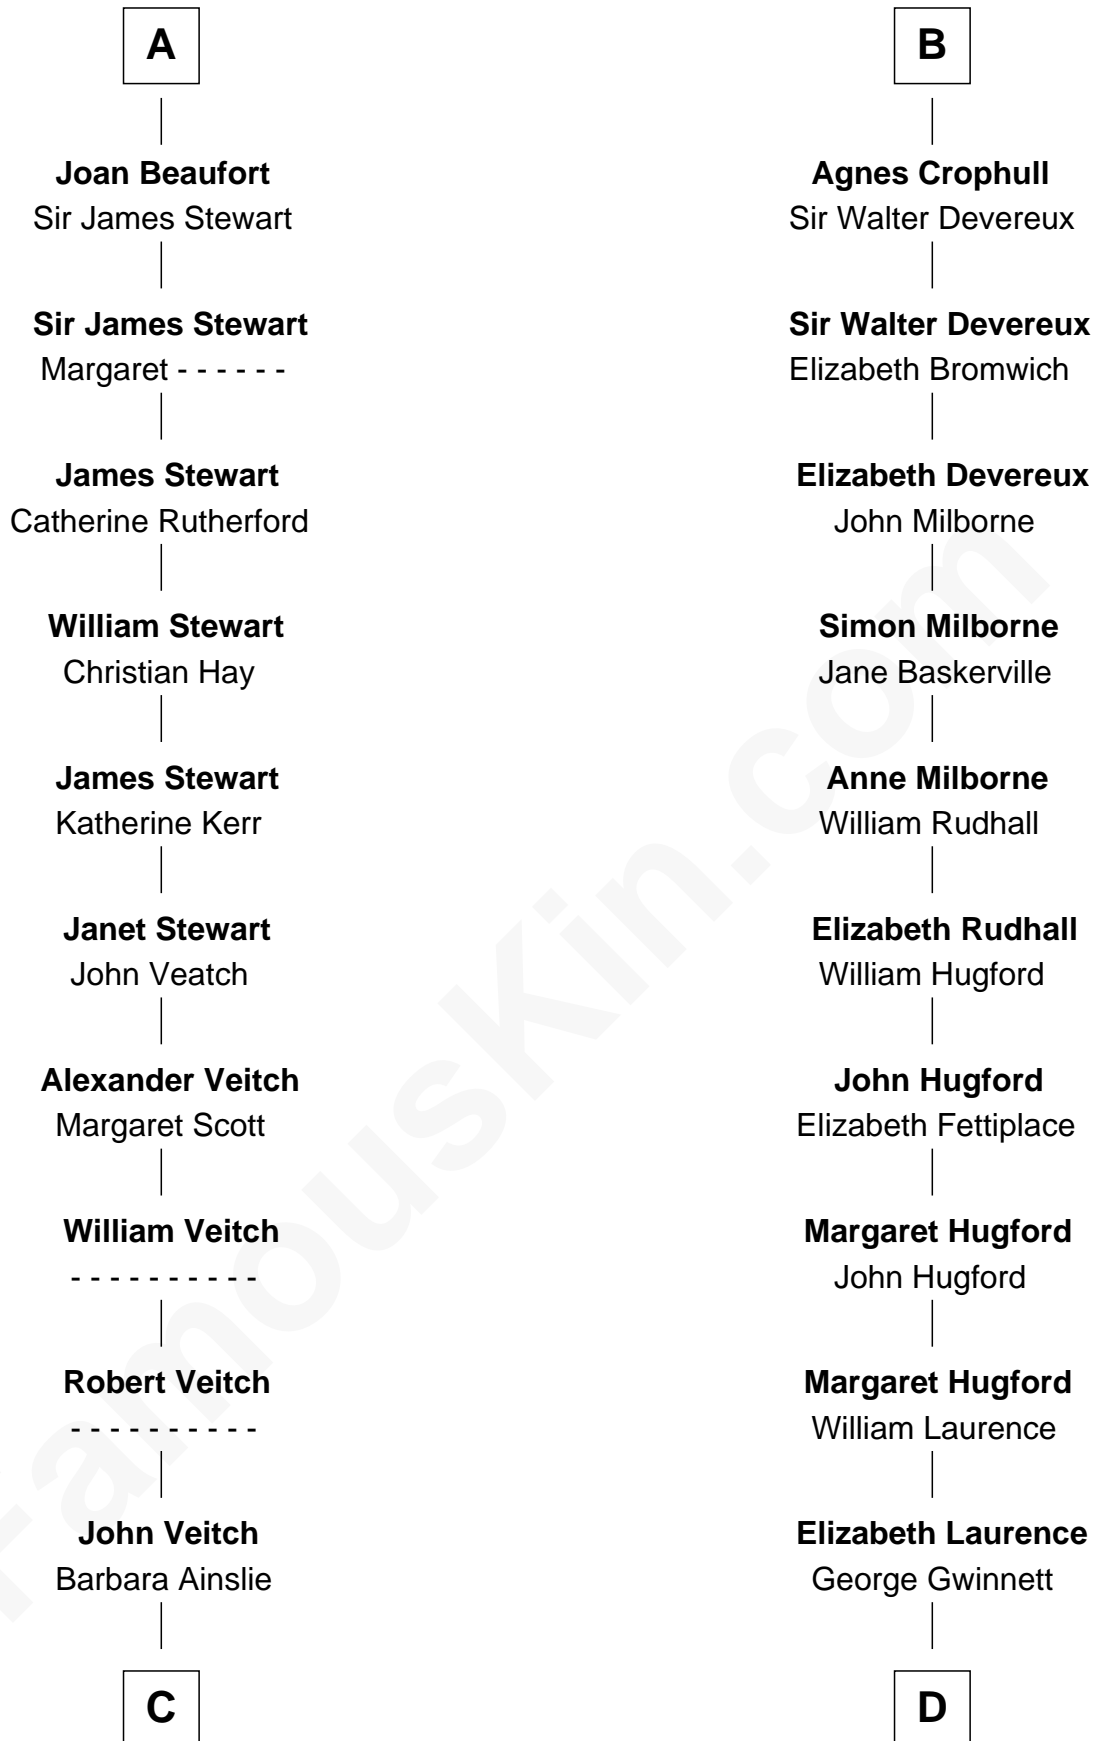 A
Joan Beaufort
Sir James Stewart
Sir James Stewart
Margaret - - - - - -
James Stewart
Catherine Rutherford
William Stewart
Christian Hay
James Stewart
Katherine Kerr
Janet Stewart
John Veatch
Alexander Veitch
Margaret Scott
William Veitch
- - - - - - - - - -
Robert Veitch
- - - - - - - - - -
John Veitch
Barbara Ainslie
C
B
Agnes Crophull
Sir Walter Devereux
Sir Walter Devereux
Elizabeth Bromwich
Elizabeth Devereux
John Milborne
Simon Milborne
Jane Baskerville
Anne Milborne
William Rudhall
Elizabeth Rudhall
William Hugford
John Hugford
Elizabeth Fettiplace
Margaret Hugford
John Hugford
Margaret Hugford
William Laurence
Elizabeth Laurence
George Gwinnett
D
FamousKin.com